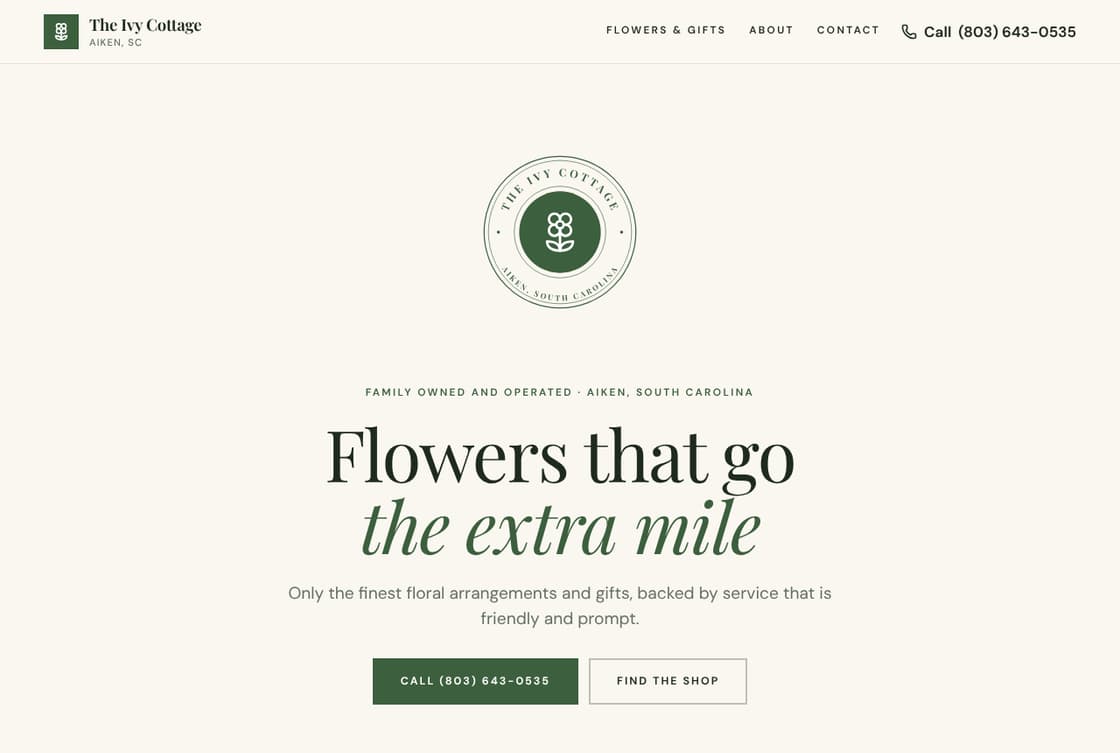 The Ivy Cottage
AIKEN, SC
FLOWERS & GIFTS
ABOUT
CONTACT
Call (803) 643-0535
THE IVY COTTAGE
AIKEN, SOUTH CAROLINA
FAMILY OWNED AND OPERATED · AIKEN, SOUTH CAROLINA
Flowers that go
the extra mile
Only the finest floral arrangements and gifts, backed by service that is
friendly and prompt.
CALL (803) 643-0535
FIND THE SHOP